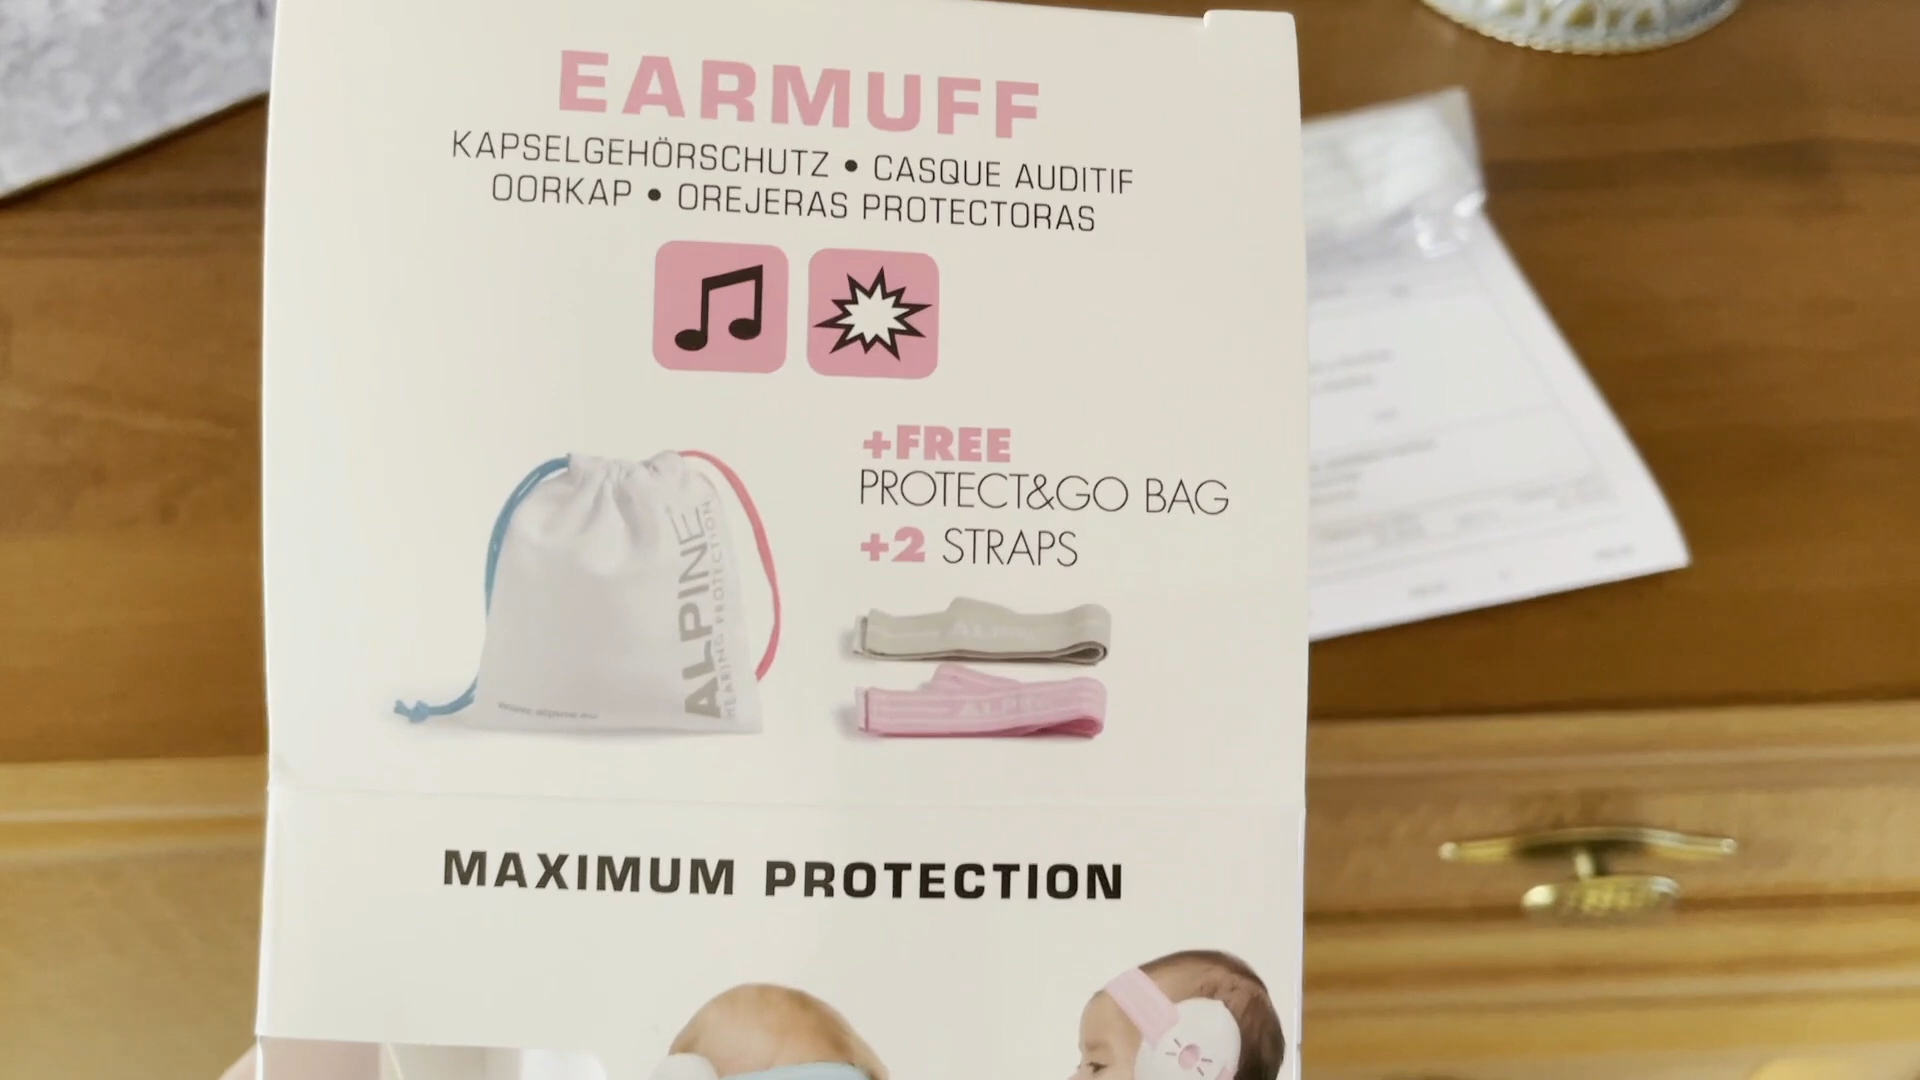 EARMUFF
KAPSELGEHÖRSCHUTZ • CASQUE AUDITIF
OORKAP • OREJERAS PROTECTORAS
+FREE
PROTECT&GO BAG
+2 STRAPS
ALPINE
HEARING PROTECTION
ALPINE
ALPINE
MAXIMUM PROTECTION